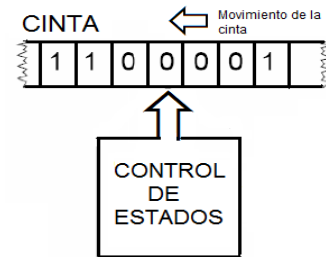 CINTA
Movimiento de la
cinta
1 1 0 0 0 0 1
CONTROL
DE
ESTADOS